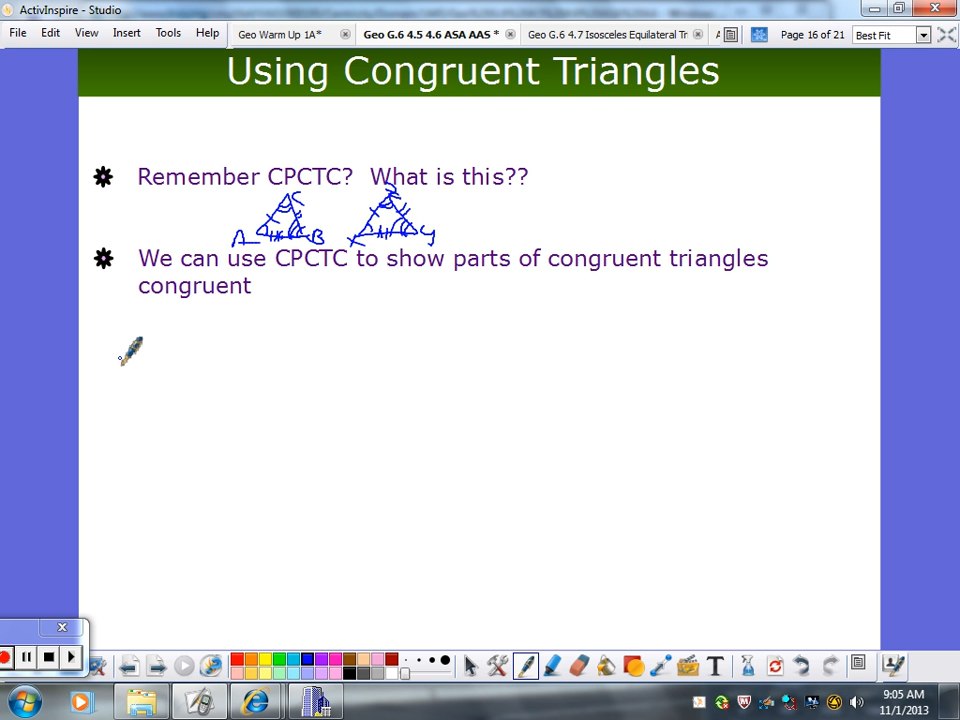 ActivInspire - Studio
File Edit View Insert Tools Help
Geo Warm Up 1A*
Geo G.6 4.5 4.6 ASA AAS *
Geo G.6 4.7 Isosceles Equilateral Tr
Page 16 of 21
Best Fit
Using Congruent Triangles
Remember CPCTC? What is this??
C Z
A B X Y
We can use CPCTC to show parts of congruent triangles
congruent
T
9:05 AM
11/1/2013